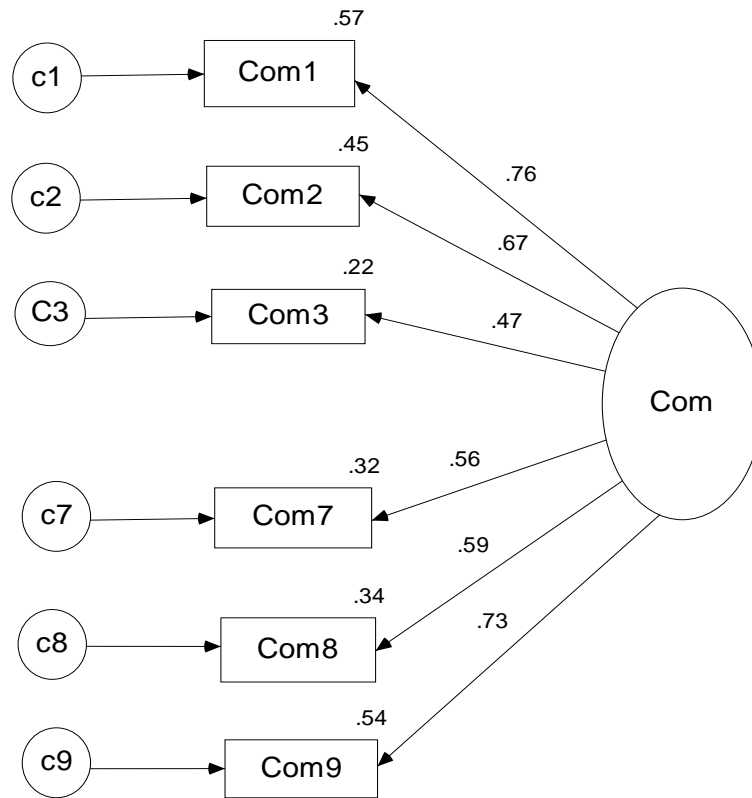 .57
c1
Com1
.76
.45
c2
Com2
.67
.22
C3
Com3
.47
Com
.32
.56
c7
Com7
.59
.34
c8
Com8
.73
.54
c9
Com9